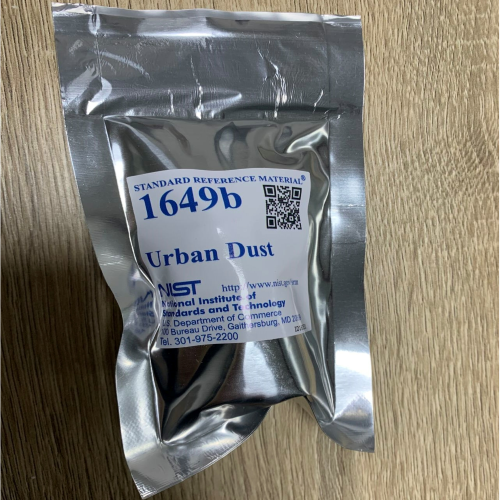 STANDARD REFERENCE MATERIAL®
1649b
Urban Dust
NIST http://www.nist.gov/srm
National Institute of
Standards and Technology
U.S. Department of Commerce
Bureau Drive, Gaithersburg, MD
Tel. 301-975-2200